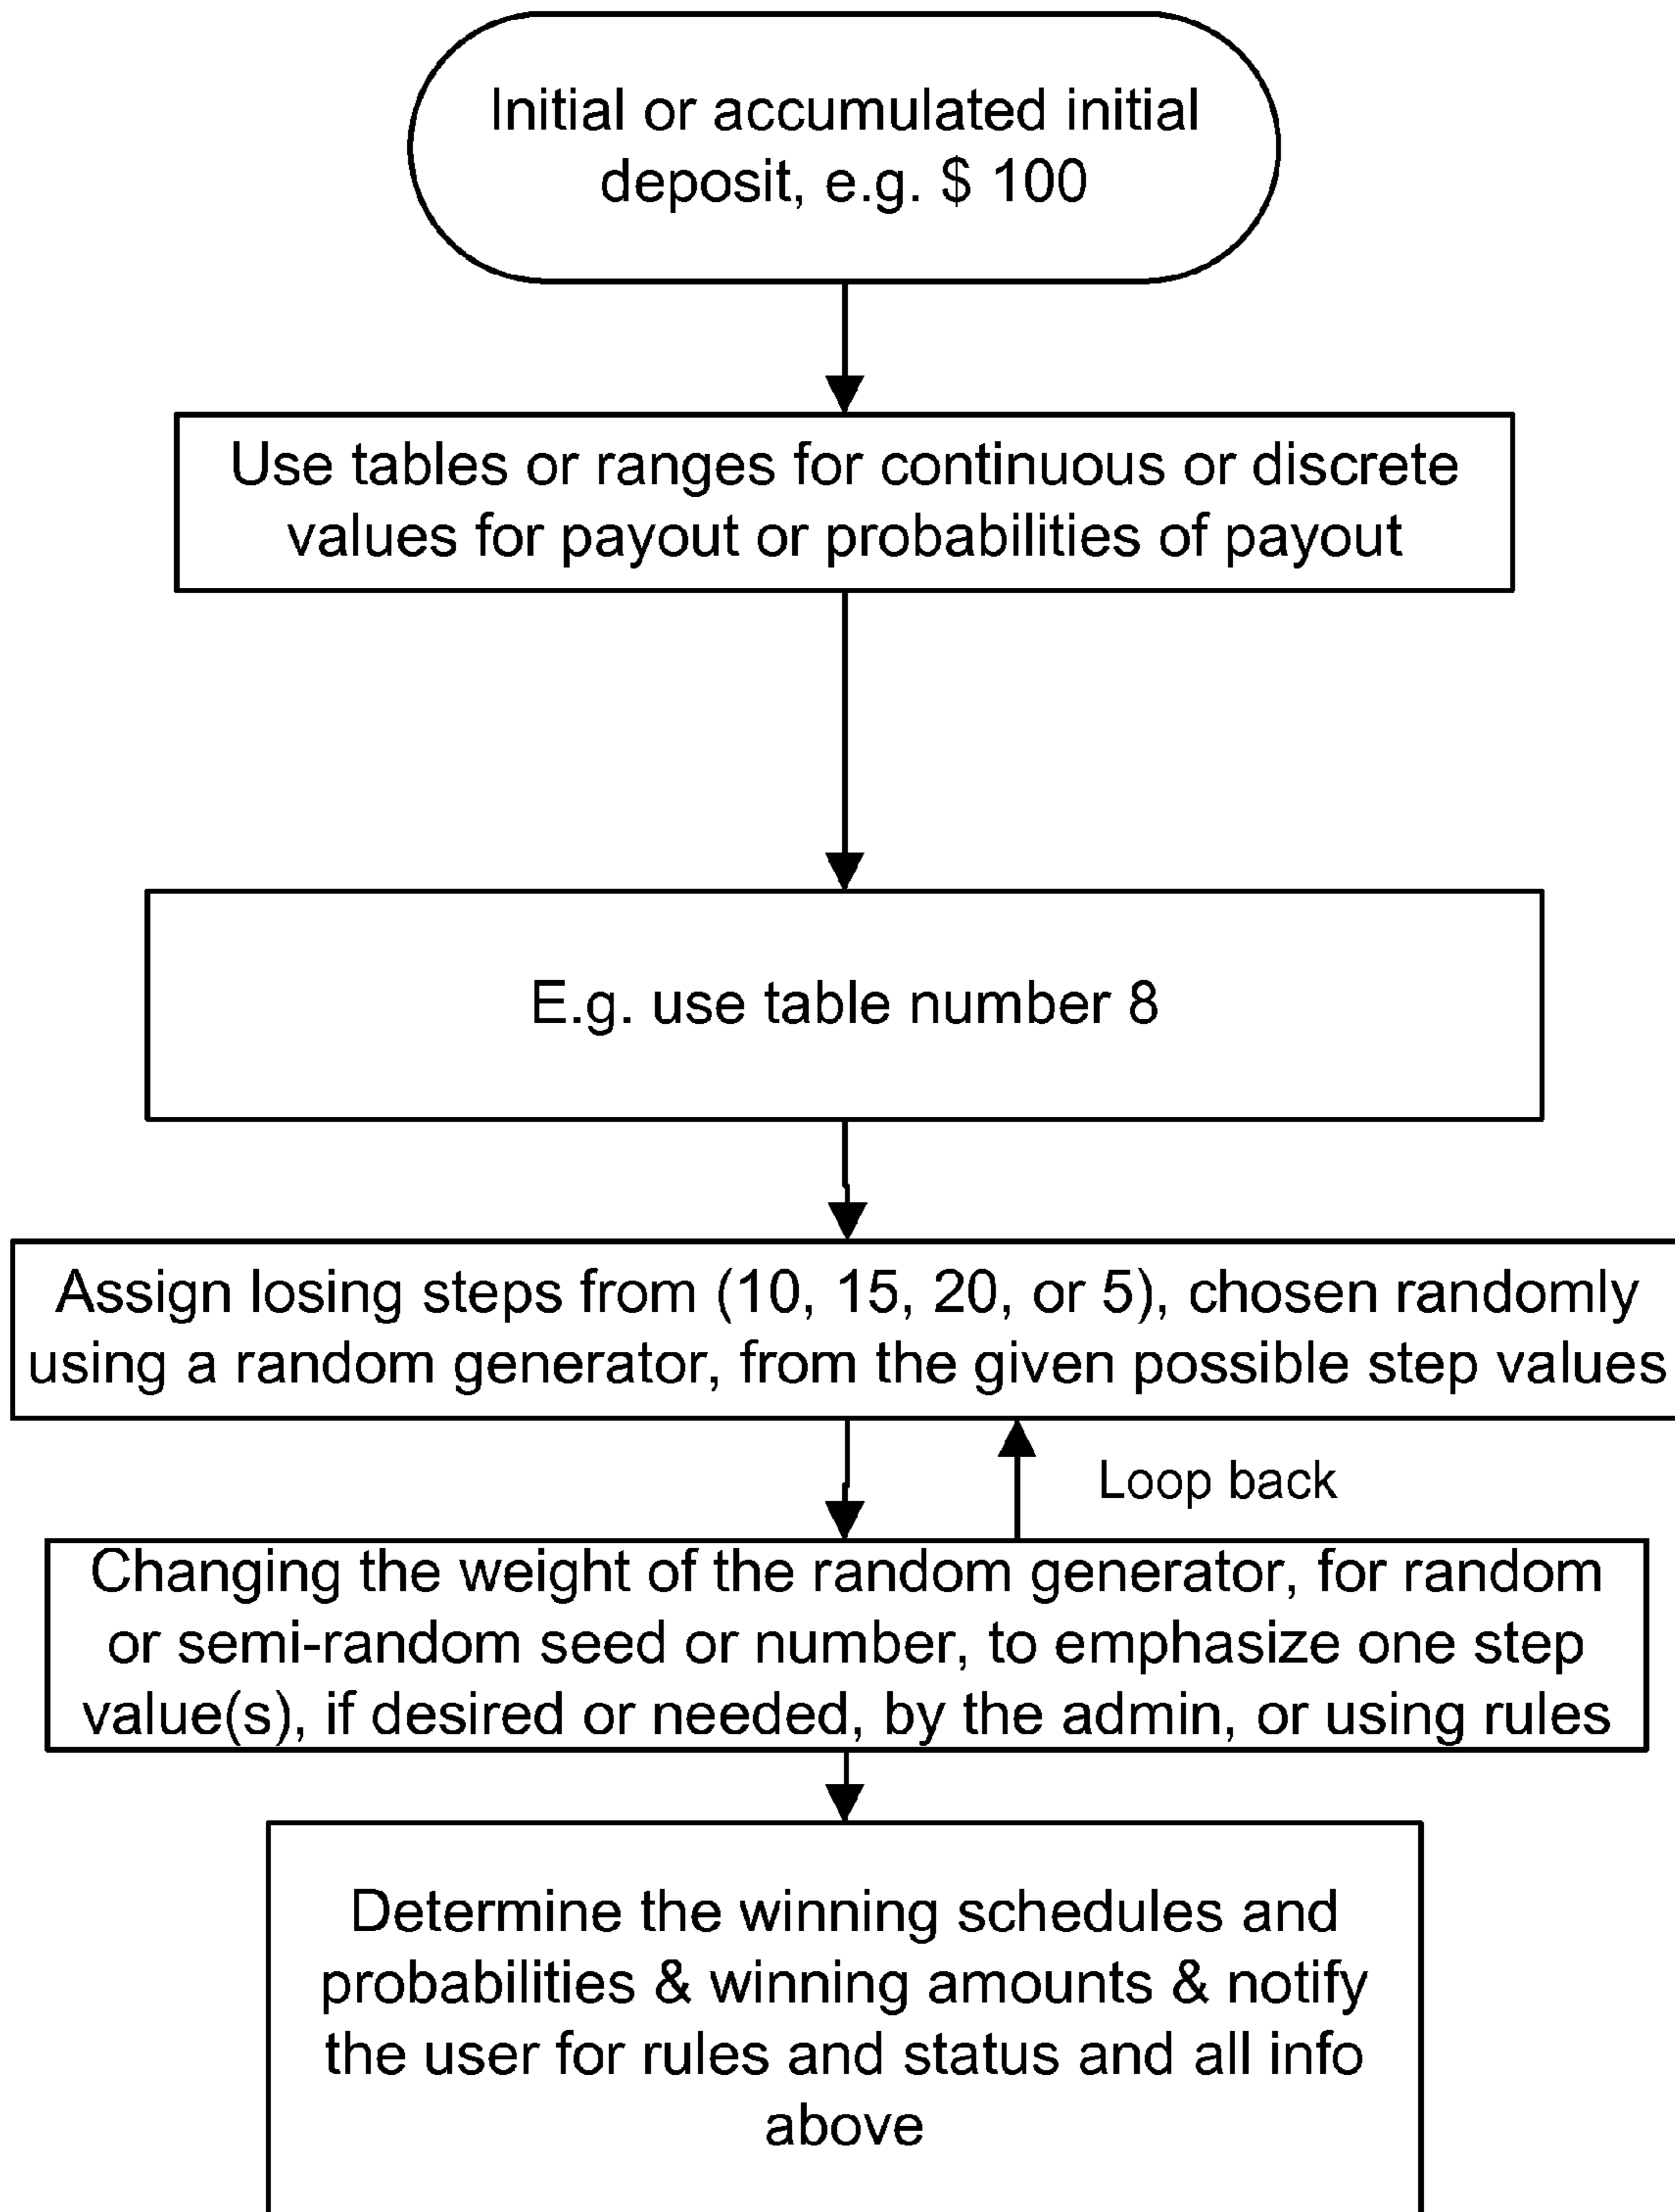 Initial or accumulated initial
deposit, e.g. $ 100
Use tables or ranges for continuous or discrete
values for payout or probabilities of payout
E.g. use table number 8
Assign losing steps from (10, 15, 20, or 5), chosen randomly
using a random generator, from the given possible step values
Loop back
Changing the weight of the random generator, for random
or semi-random seed or number, to emphasize one step
value(s), if desired or needed, by the admin, or using rules
Determine the winning schedules and
probabilities & winning amounts & notify
the user for rules and status and all info
above